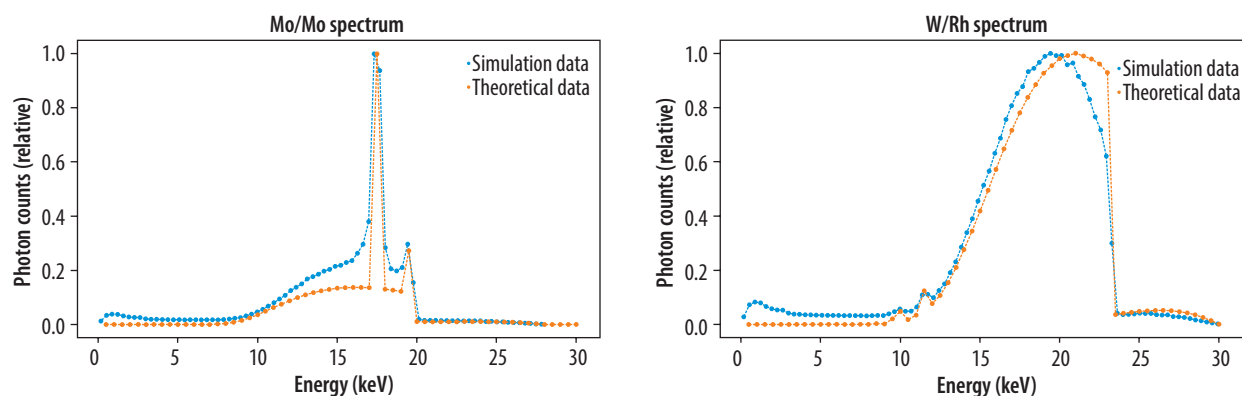 Mo/Mo spectrum
Photon counts (relative)
1.0
0.8
0.6
0.4
0.2
0.0
Simulation data
Theoretical data
0 5 10 15 20 25 30
Energy (keV)
W/Rh spectrum
Photon counts (relative)
1.0
0.8
0.6
0.4
0.2
0.0
Simulation data
Theoretical data
0 5 10 15 20 25 30
Energy (keV)